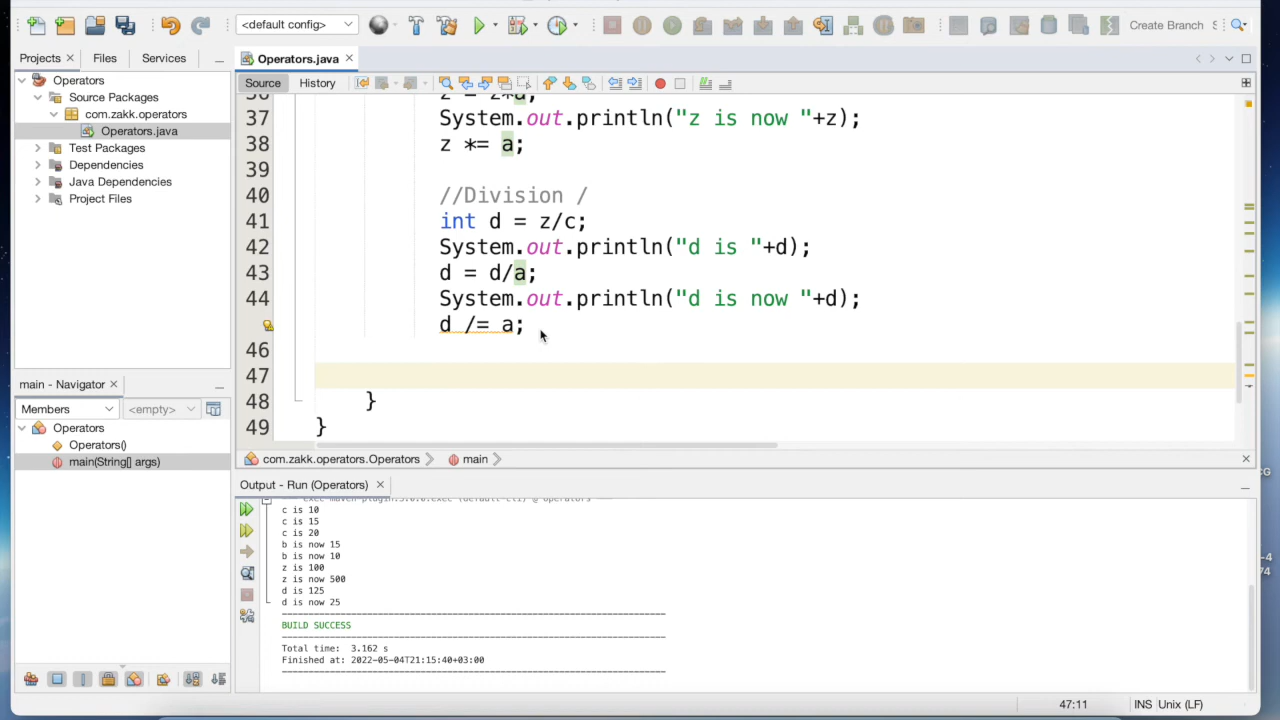 <default config>
Create Branch
Projects
Files
Services
Operators.java
Operators
Source Packages
com.zakk.operators
Operators.java
Test Packages
Dependencies
Java Dependencies
Project Files
Source
History
36 z = z*a;
37 System.out.println("z is now "+z);
38 z *= a;
39
40 //Division /
41 int d = z/c;
42 System.out.println("d is "+d);
43 d = d/a;
44 System.out.println("d is now "+d);
d /= a;
46
47
48 }
49 }
main - Navigator
Members
<empty>
Operators
Operators()
main(String[] args)
com.zakk.operators.Operators
main
Output - Run (Operators)
c is 10
c is 15
c is 20
b is now 15
b is now 10
z is 100
z is now 500
d is 125
d is now 25
BUILD SUCCESS
Total time: 3.162 s
Finished at: 2022-05-04T21:15:40+03:00
47:11
INS
Unix (LF)